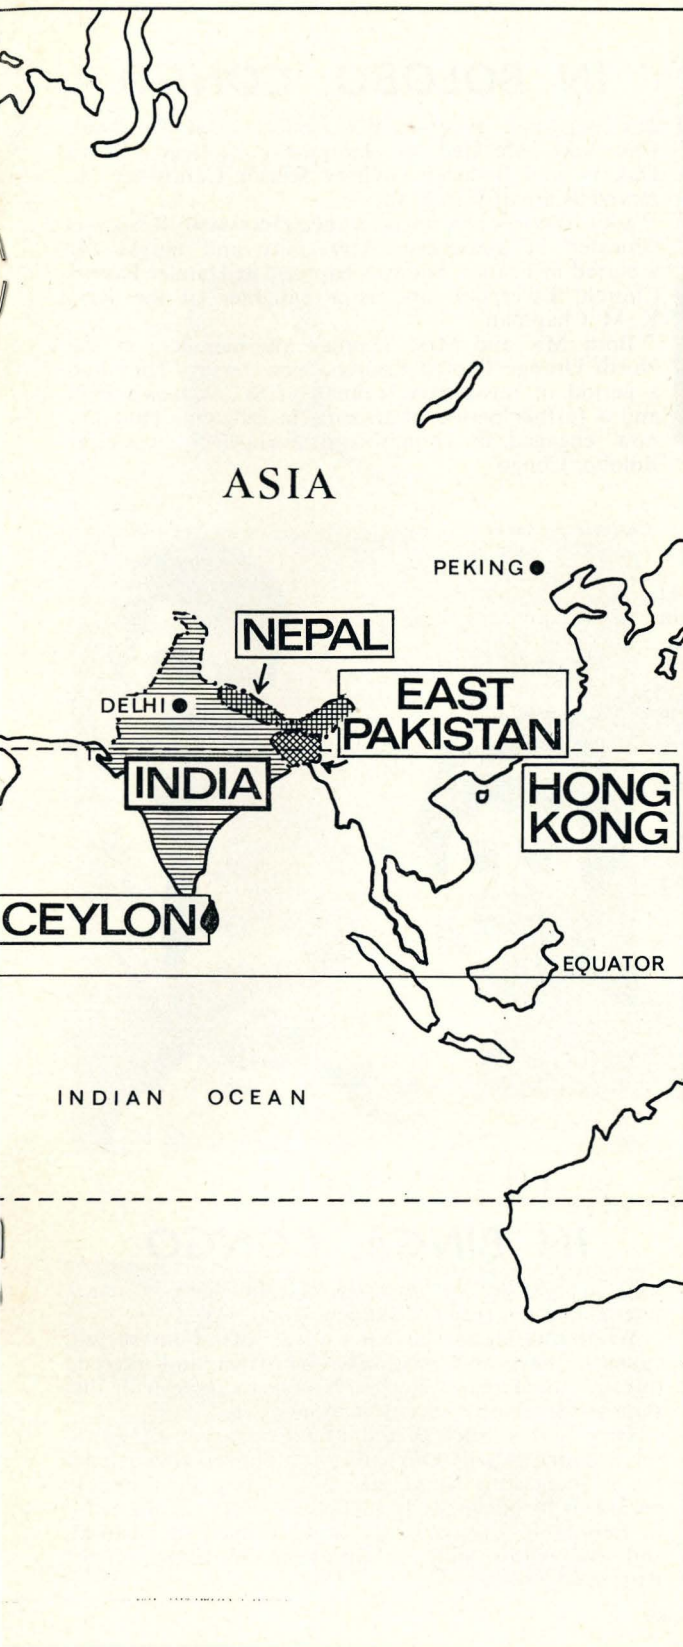 ASIA
PEKING
NEPAL
EAST
PAKISTAN
DELHI
INDIA
HONG
KONG
CEYLON
EQUATOR
INDIAN OCEAN